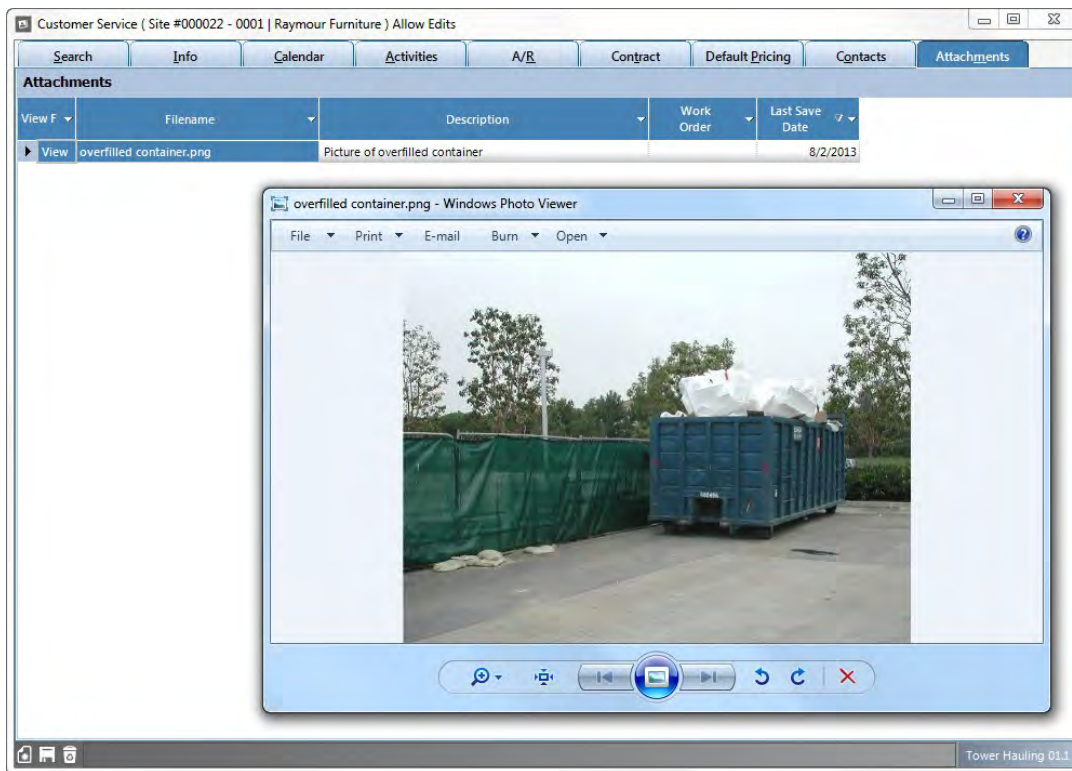 Customer Service ( Site #000022 - 0001 | Raymour Furniture ) Allow Edits
Search Info Calendar Activities A/R Contract Default Pricing Contacts Attachments
Attachments
View F Filename Description Work Order Last Save Date
View overfilled container.png Picture of overfilled container 8/2/2013
overfilled container.png - Windows Photo Viewer
File Print E-mail Burn Open
Tower Hauling 01.1